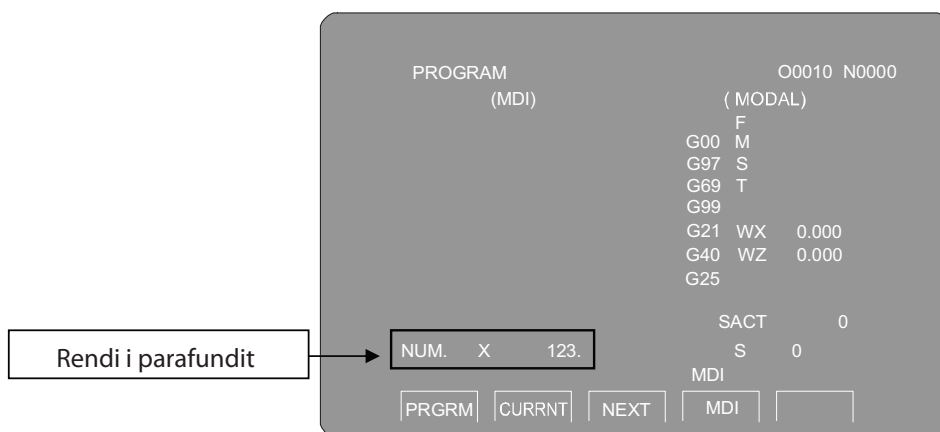 PROGRAM O0010 N0000
(MDI) ( MODAL)
F
G00 M
G97 S
G69 T
G99
G21 WX 0.000
G40 WZ 0.000
G25
SACT 0
Rendi i parafundit
NUM. X 123. S 0
MDI
PRGRM CURRNT NEXT MDI